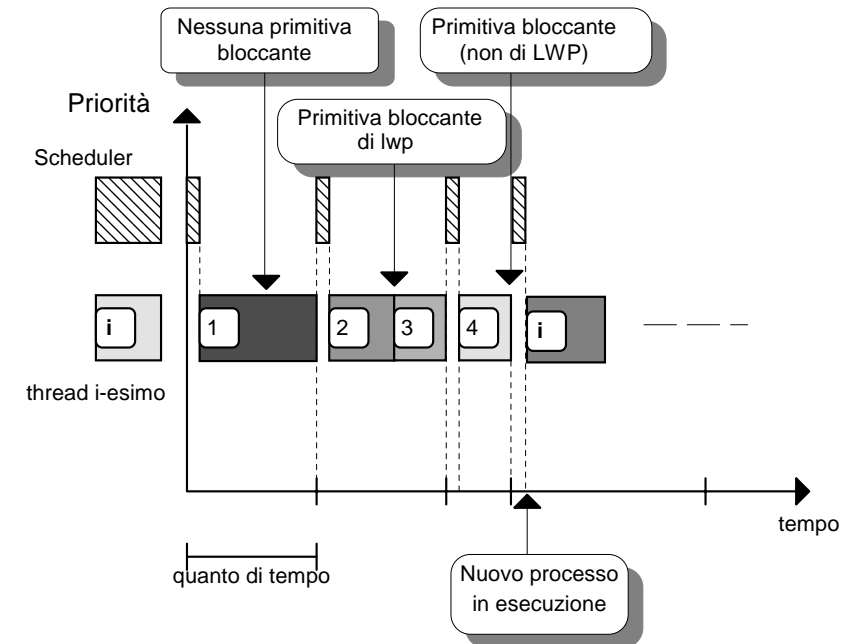 Nessuna primitiva
bloccante
Primitiva bloccante
(non di LWP)
Priorità
Primitiva bloccante
di lwp
Scheduler
i
1
2
3
4
i
thread i-esimo
tempo
quanto di tempo
Nuovo processo
in esecuzione